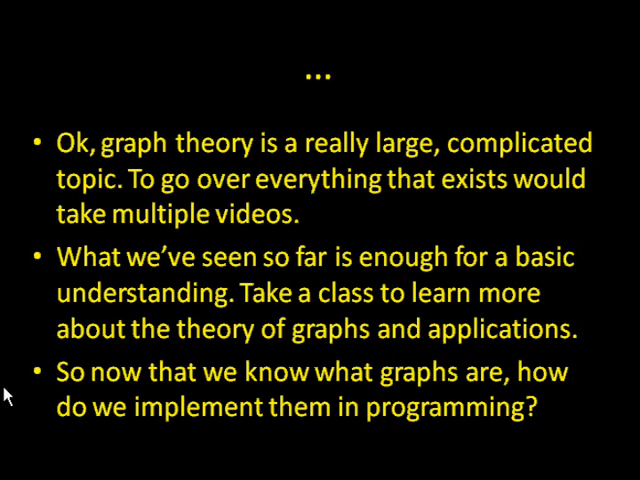 ...
• Ok, graph theory is a really large, complicated
topic. To go over everything that exists would
take multiple videos.
• What we’ve seen so far is enough for a basic
understanding. Take a class to learn more
about the theory of graphs and applications.
• So now that we know what graphs are, how
do we implement them in programming?